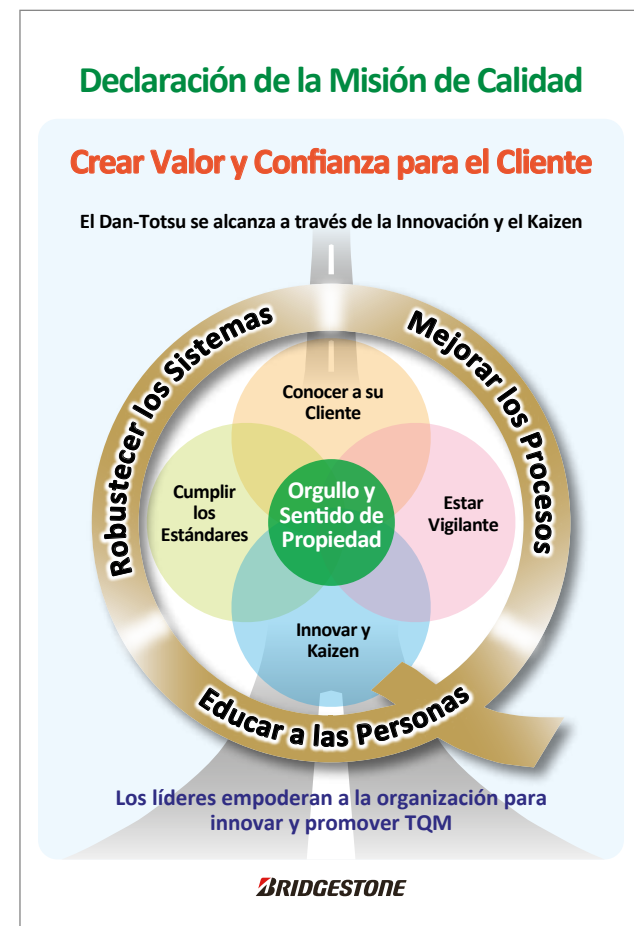 Declaración de la Misión de Calidad
Crear Valor y Confianza para el Cliente
El Dan-Totsu se alcanza a través de la Innovación y el Kaizen
Robustecer los Sistemas
Mejorar los Procesos
Conocer a su
Cliente
Cumplir
los
Estándares
Orgullo y
Sentido de
Propiedad
Estar
Vigilante
Innovar y
Kaizen
Educar a las Personas
Los líderes empoderan a la organización para
innovar y promover TQM
BRIDGESTONE